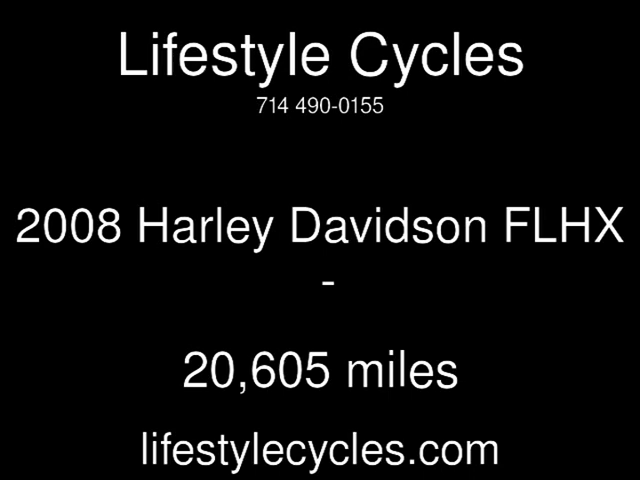 Lifestyle Cycles
714 490-0155
2008 Harley Davidson FLHX
-
20,605 miles
lifestylecycles.com